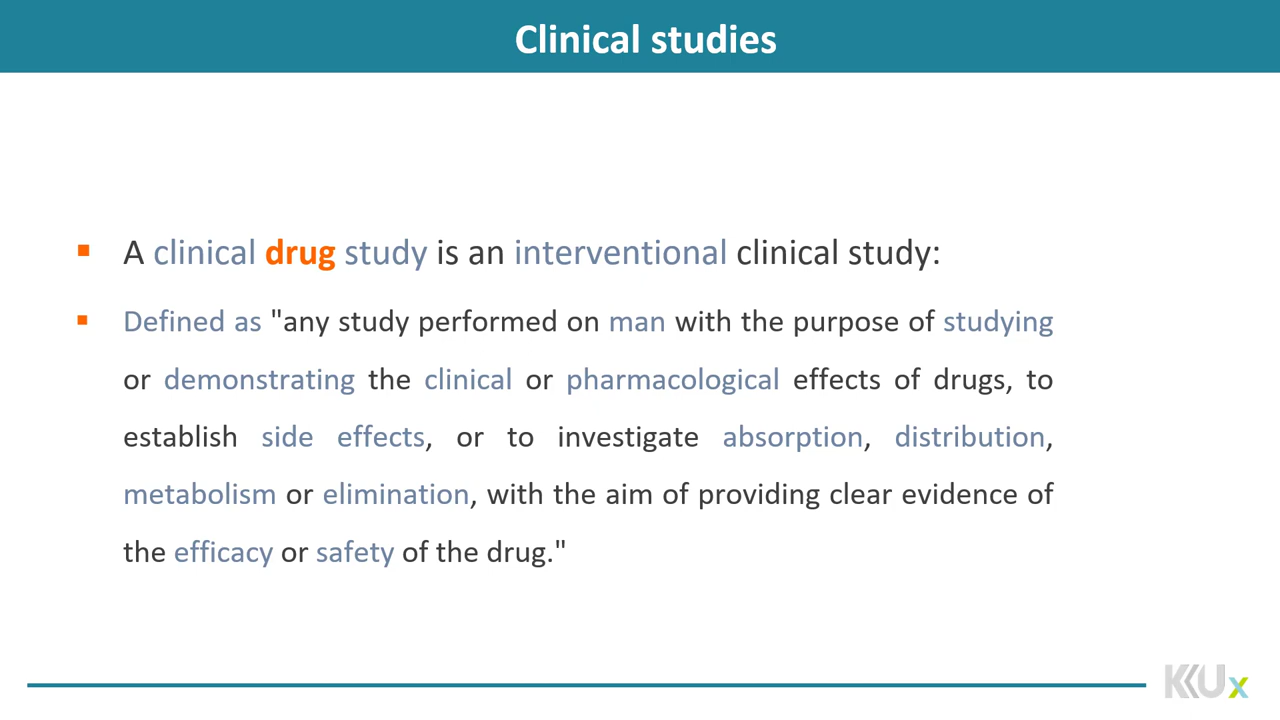 Clinical studies
A clinical drug study is an interventional clinical study:
Defined as "any study performed on man with the purpose of studying
or demonstrating the clinical or pharmacological effects of drugs, to
establish side effects, or to investigate absorption, distribution,
metabolism or elimination, with the aim of providing clear evidence of
the efficacy or safety of the drug."
KKUx